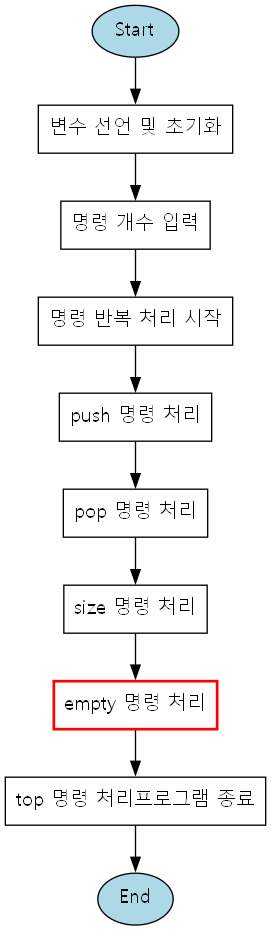 Start
변수 선언 및 초기화
명령 개수 입력
명령 반복 처리 시작
push 명령 처리
pop 명령 처리
size 명령 처리
empty 명령 처리
top 명령 처리프로그램 종료
End